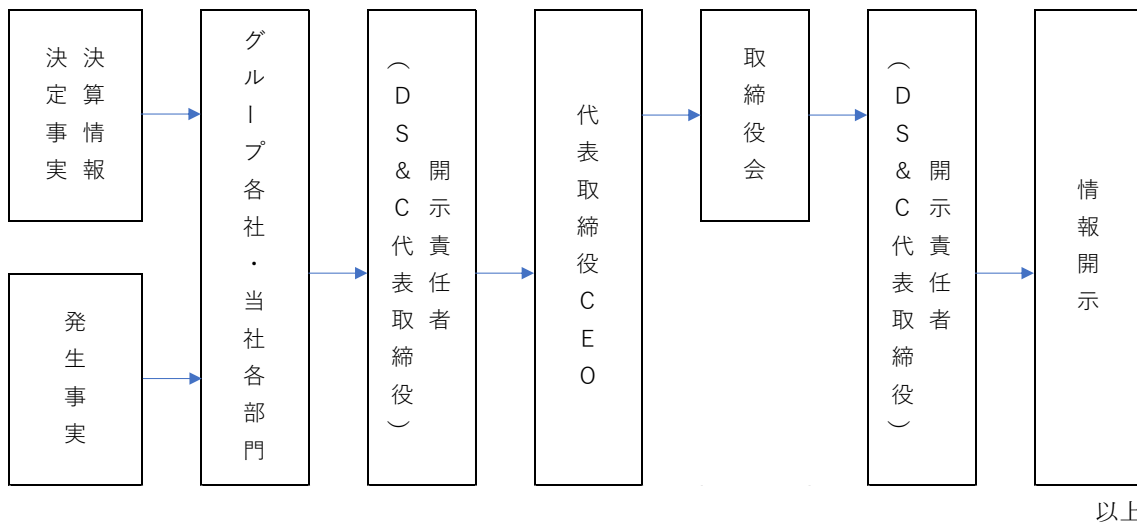 決算情報
決定事実
発生事実
グループ各社・当社各部門
開示責任者
（DS&C代表取締役）
代表取締役CEO
取締役会
開示責任者
（DS&C代表取締役）
情報開示
以上